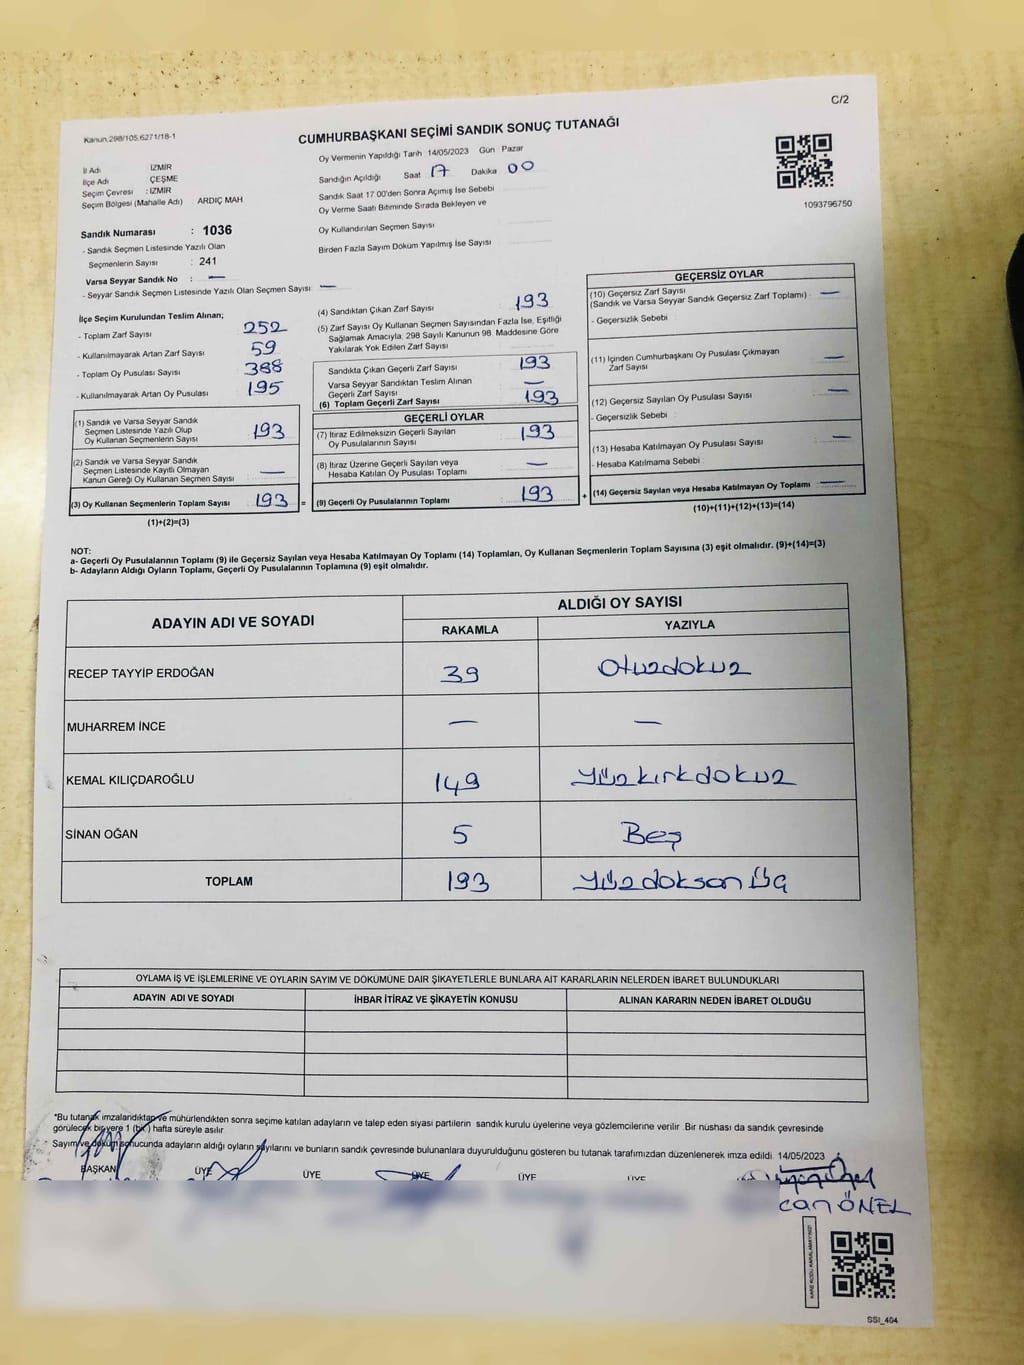 C/2
Kanun,298/105,6271/18-1
CUMHURBAŞKANI SEÇİMİ SANDIK SONUÇ TUTANAĞI
İl Adı : İZMİR
İlçe Adı : ÇEŞME
Seçim Çevresi : İZMİR
Seçim Bölgesi (Mahalle Adı) : ARDIÇ MAH
Oy Vermenin Yapıldığı Tarih 14/05/2023 Gün Pazar
Sandığın Açıldığı Saat 17 Dakika 00
Sandık Saat 17:00'den Sonra Açılmış İse Sebebi
Oy Verme Saati Bitiminde Sırada Bekleyen ve
Oy Kullandırılan Seçmen Sayısı
Birden Fazla Sayım Döküm Yapılmış İse Sayısı
1093796750
Sandık Numarası : 1036
- Sandık Seçmen Listesinde Yazılı Olan
Seçmenlerin Sayısı : 241
Varsa Seyyar Sandık No : —
- Seyyar Sandık Seçmen Listesinde Yazılı Olan Seçmen Sayısı: —
İlçe Seçim Kurulundan Teslim Alınan;
- Toplam Zarf Sayısı 252
- Kullanılmayarak Artan Zarf Sayısı 59
- Toplam Oy Pusulası Sayısı 388
- Kullanılmayarak Artan Oy Pusulası 195
(1) Sandık ve Varsa Seyyar Sandık
Seçmen Listesinde Yazılı Olup
Oy Kullanan Seçmenlerin Sayısı 193
(2) Sandık ve Varsa Seyyar Sandık
Seçmen Listesinde Kayıtlı Olmayan
Kanun Gereği Oy Kullanan Seçmen Sayısı —
(3) Oy Kullanan Seçmenlerin Toplam Sayısı 193 =
(1)+(2)=(3)
(4) Sandıktan Çıkan Zarf Sayısı 193
(5) Zarf Sayısı Oy Kullanan Seçmen Sayısından Fazla İse, Eşitliği
Sağlamak Amacıyla, 298 Sayılı Kanunun 98. Maddesine Göre
Yakılarak Yok Edilen Zarf Sayısı
Sandıkta Çıkan Geçerli Zarf Sayısı 193
Varsa Seyyar Sandıktan Teslim Alınan
Geçerli Zarf Sayısı —
(6) Toplam Geçerli Zarf Sayısı 193
GEÇERLİ OYLAR
(7) İtiraz Edilmeksizin Geçerli Sayılan
Oy Pusulalarının Sayısı 193
(8) İtiraz Üzerine Geçerli Sayılan veya
Hesaba Katılan Oy Pusulası Toplamı —
(9) Geçerli Oy Pusulalarının Toplamı 193 +
GEÇERSİZ OYLAR
(10) Geçersiz Zarf Sayısı —
(Sandık ve Varsa Seyyar Sandık Geçersiz Zarf Toplamı)
- Geçersizlik Sebebi :
(11) İçinden Cumhurbaşkanı Oy Pusulası Çıkmayan
Zarf Sayısı —
(12) Geçersiz Sayılan Oy Pusulası Sayısı —
- Geçersizlik Sebebi :
(13) Hesaba Katılmayan Oy Pusulası Sayısı —
- Hesaba Katılmama Sebebi :
(14) Geçersiz Sayılan veya Hesaba Katılmayan Oy Toplamı —
(10)+(11)+(12)+(13)=(14)
NOT:
a- Geçerli Oy Pusulalarının Toplamı (9) ile Geçersiz Sayılan veya Hesaba Katılmayan Oy Toplamı (14) Toplamları, Oy Kullanan Seçmenlerin Toplam Sayısına (3) eşit olmalıdır. (9)+(14)=(3)
b- Adayların Aldığı Oyların Toplamı, Geçerli Oy Pusulalarının Toplamına (9) eşit olmalıdır.
ADAYIN ADI VE SOYADI ALDIĞI OY SAYISI
RAKAMLA YAZIYLA
RECEP TAYYİP ERDOĞAN 39 Otuzdokuz
MUHARREM İNCE — —
KEMAL KILIÇDAROĞLU 149 Yüzkırkdokuz
SİNAN OĞAN 5 Beş
TOPLAM 193 Yüzdoksan Üç
OYLAMA İŞ VE İŞLEMLERİNE VE OYLARIN SAYIM VE DÖKÜMÜNE DAİR ŞİKAYETLERLE BUNLARA AİT KARARLARIN NELERDEN İBARET BULUNDUKLARI
ADAYIN ADI VE SOYADI İHBAR İTİRAZ VE ŞİKAYETİN KONUSU ALINAN KARARIN NEDEN İBARET OLDUĞU
*Bu tutanak imzalandıktan ve mühürlendikten sonra seçime katılan adayların ve talep eden siyasi partilerin sandık kurulu üyelerine veya gözlemcilerine verilir. Bir nüshası da sandık çevresinde
görülecek bir yere 1 (bir) hafta süreyle asılır
* Sayım ve döküm sonucunda adayların aldığı oyların sayılarını ve bunların sandık çevresinde bulunanlara duyurulduğunu gösteren bu tutanak tarafımızdan düzenlenerek imza edildi 14/05/2023
BAŞKAN ÜYE ÜYE ÜYE ÜYE ÜYE
can ÖNEL
SSI_404